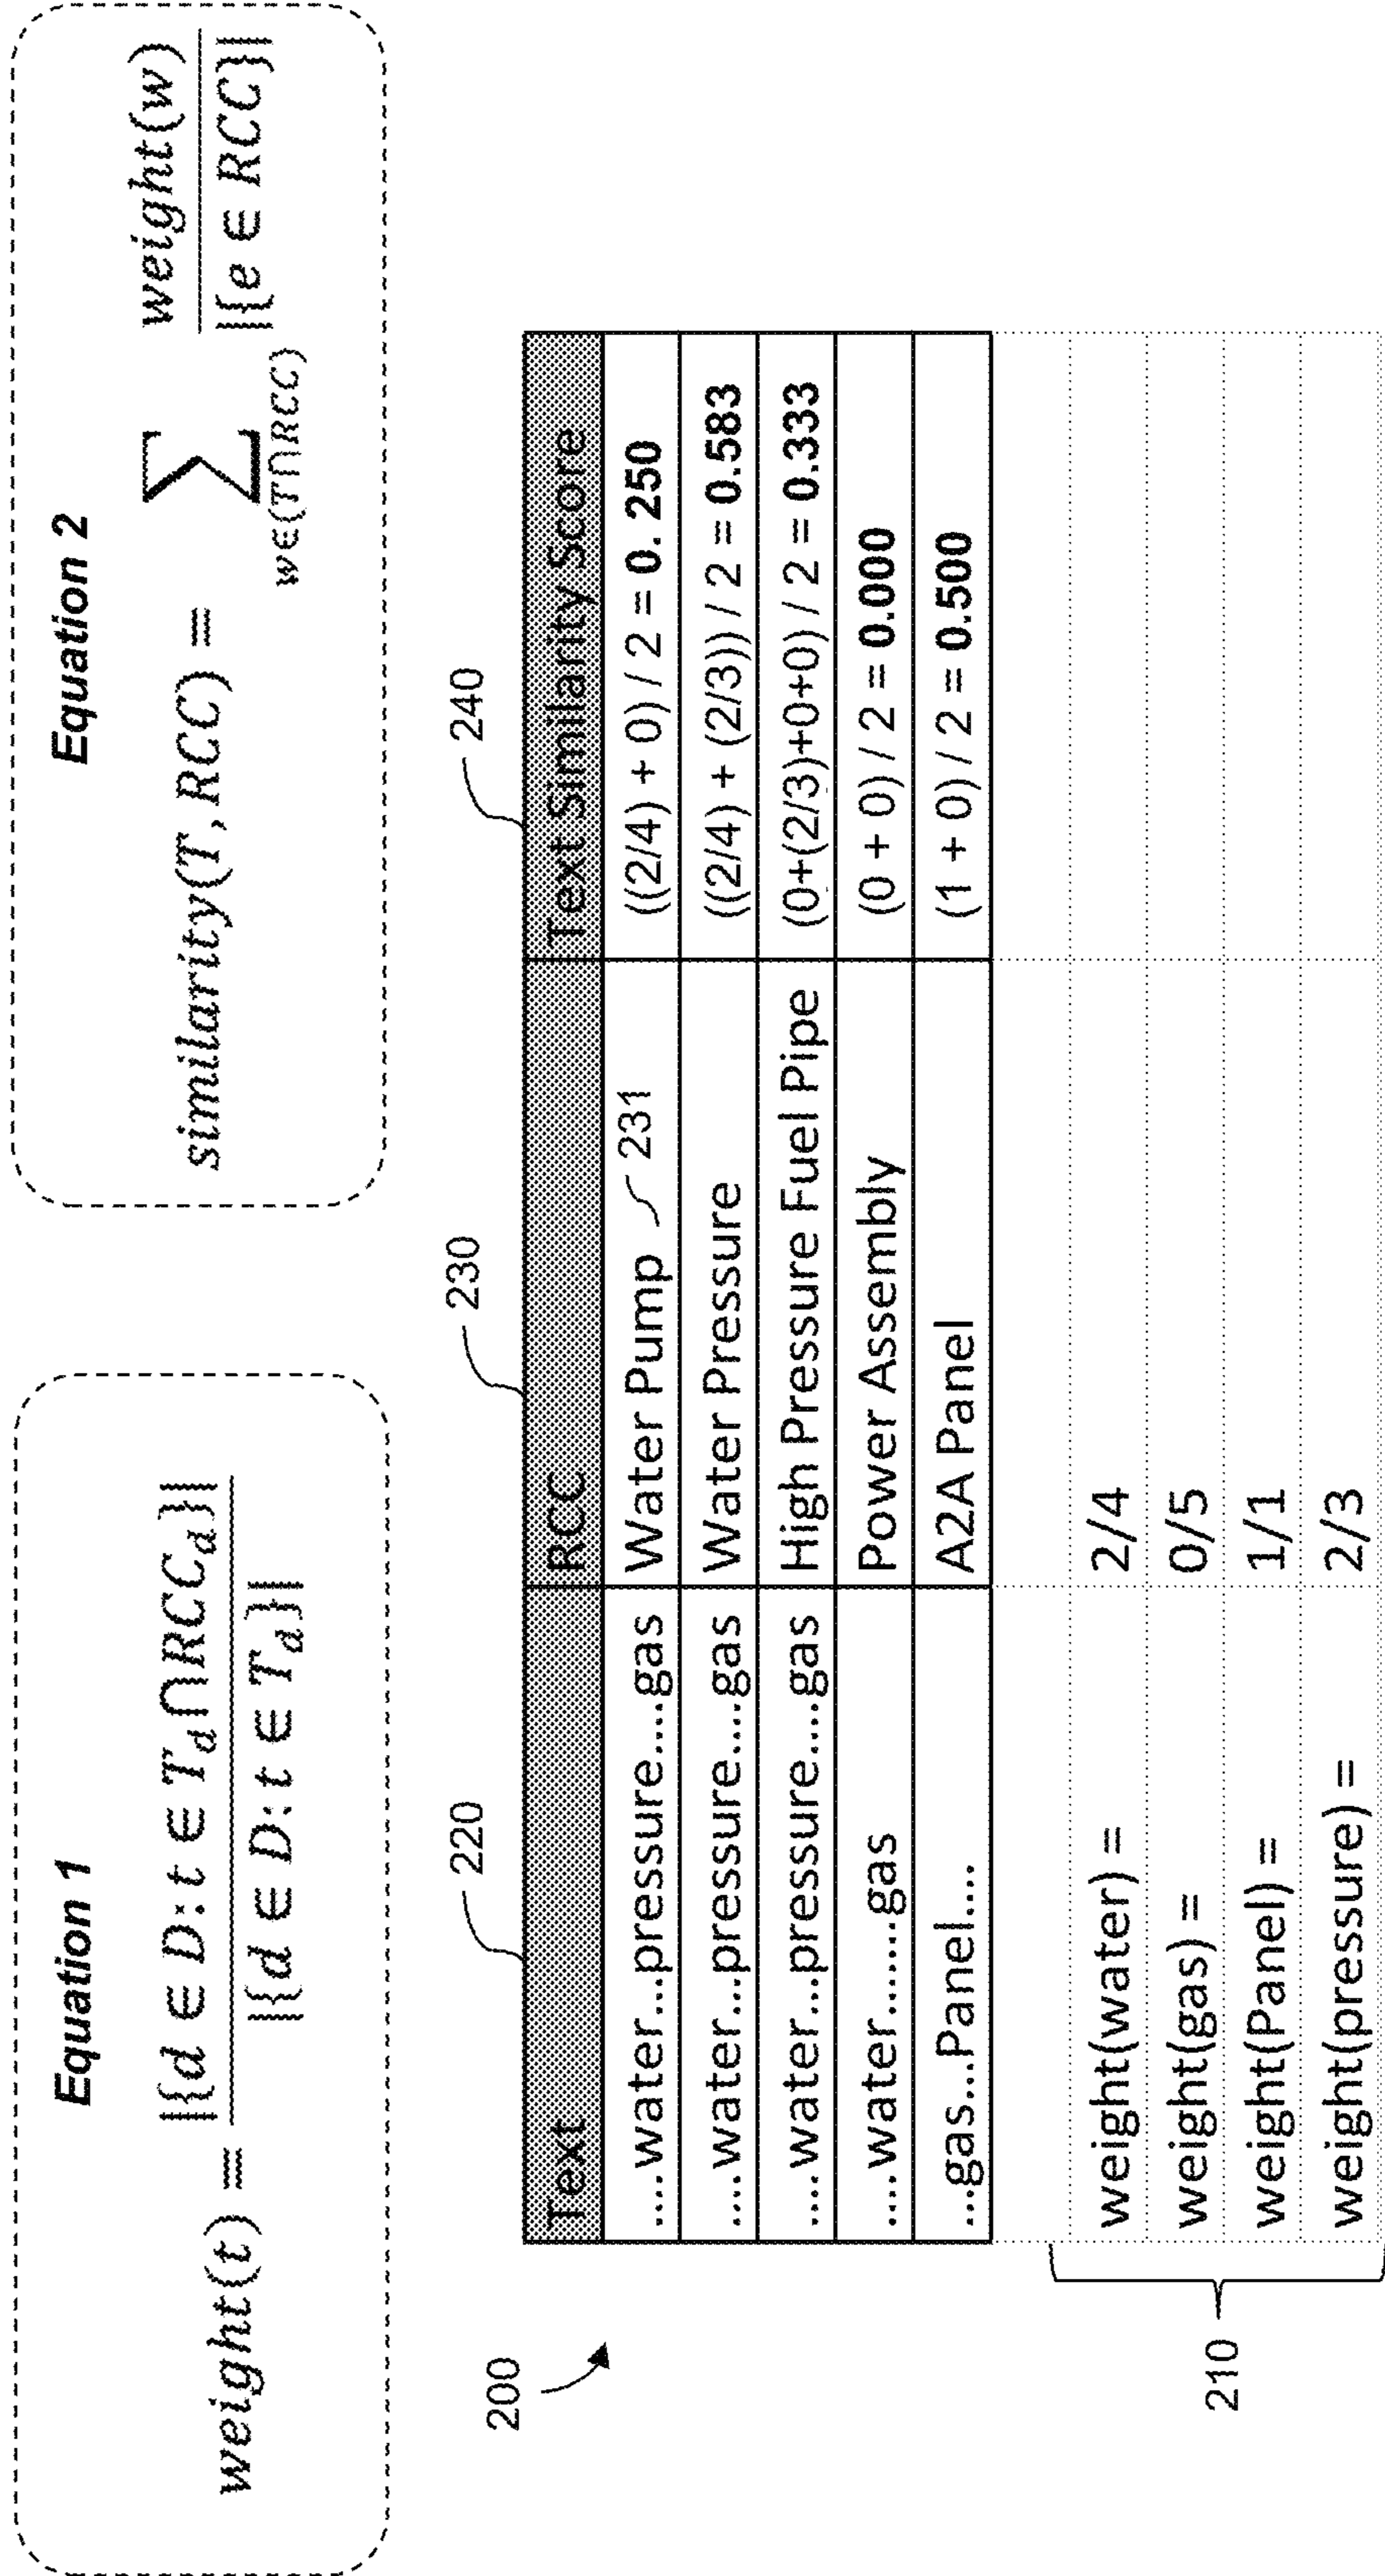 Equation 1
weight(t) = |{d ∈ D: t ∈ T_d ∩ RCC_d}| / |{d ∈ D: t ∈ T_d}|
Equation 2
similarity(T, RCC) = ∑ w∈(T∩RCC) weight(w) / |{e ∈ RCC}|
200
220
230
240
Text RCC Text Similarity Score
....water...pressure....gas Water Pump 231 ((2/4) + 0) / 2 = 0. 250
....water...pressure....gas Water Pressure ((2/4) + (2/3)) / 2 = 0.583
....water...pressure....gas High Pressure Fuel Pipe (0+(2/3)+0+0) / 2 = 0.333
....water.......gas Power Assembly (0 + 0) / 2 = 0.000
...gas...Panel.... A2A Panel (1 + 0) / 2 = 0.500
210
weight(water) = 2/4
weight(gas) = 0/5
weight(Panel) = 1/1
weight(pressure) = 2/3